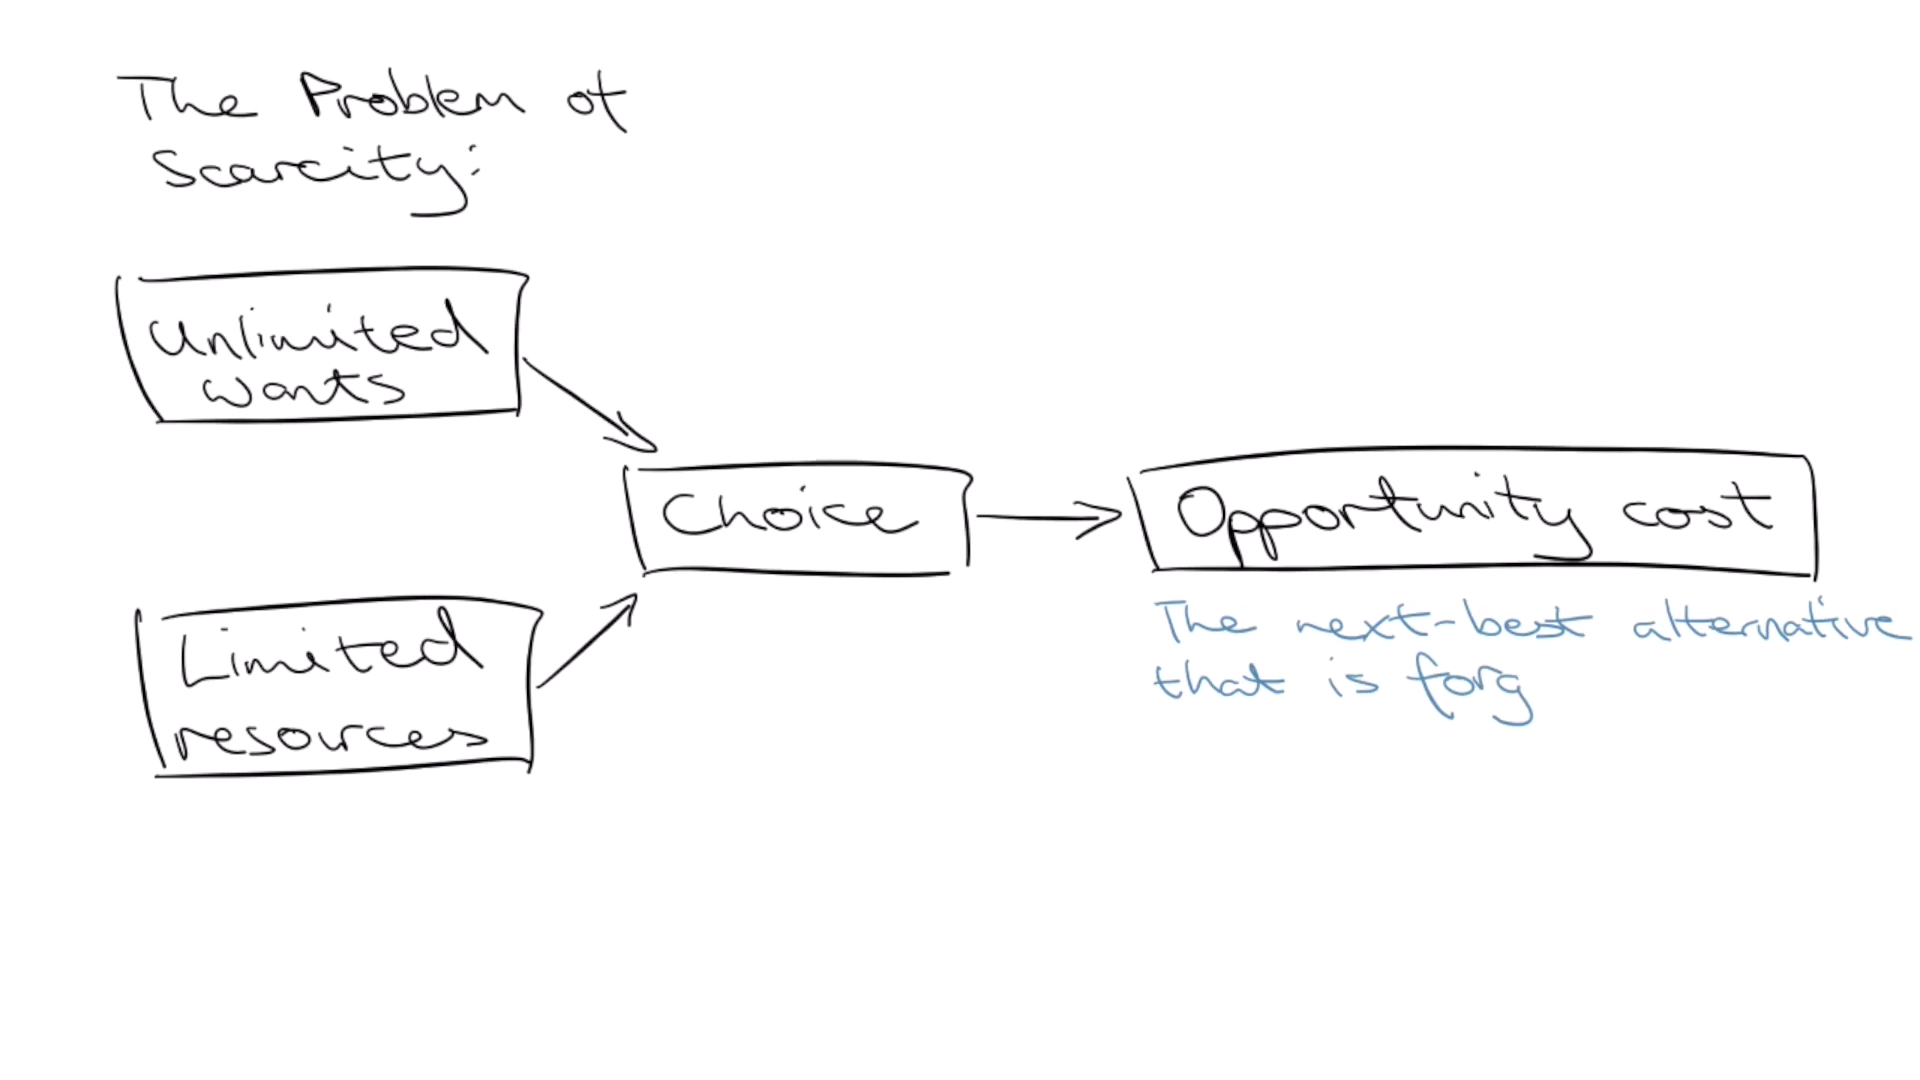 The Problem of
Scarcity:
Unlimited
wants
Choice
Opportunity cost
The next-best alternative
that is forg
Limited
resources